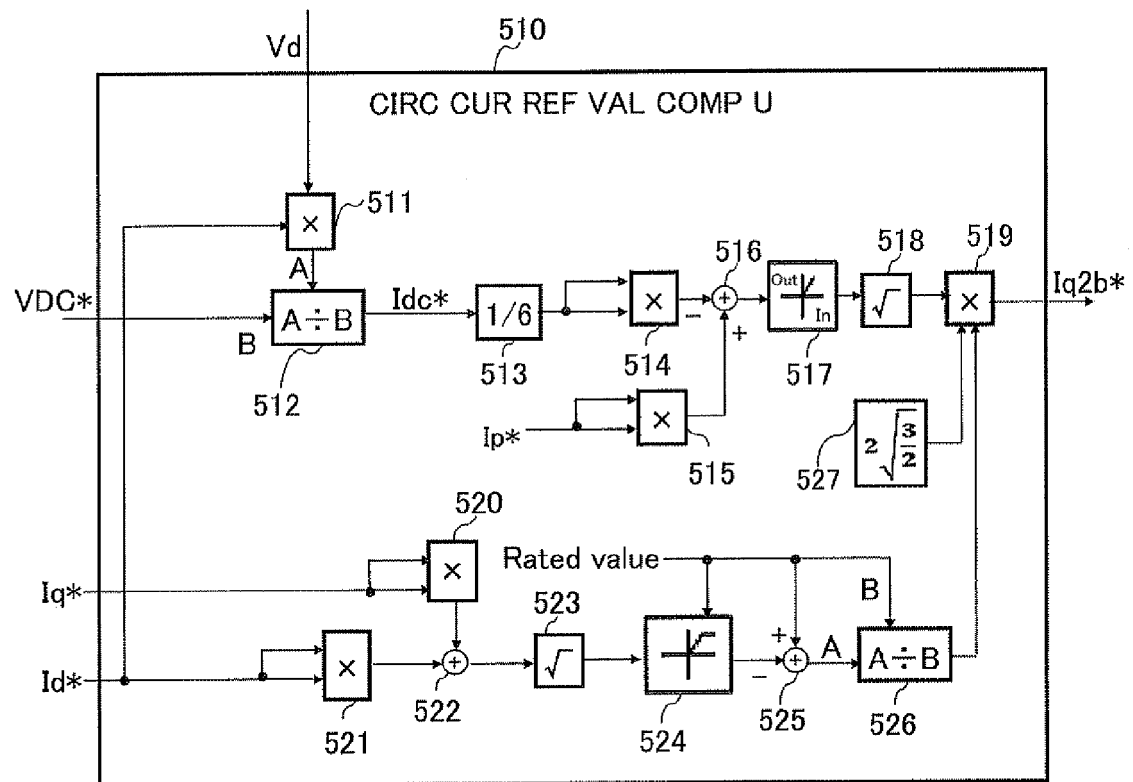 Vd
510
CIRC CUR REF VAL COMP U
×
511
A
VDC*
B
A÷B
512
Idc*
1/6
513
×
514
−
516
+
+
Out
In
517
518
√
519
×
Iq2b*
Ip*
×
515
527
2√3/2
520
×
Iq*
Rated value
B
523
√
Id*
×
521
+
522
524
+
+
−
525
A
A÷B
526